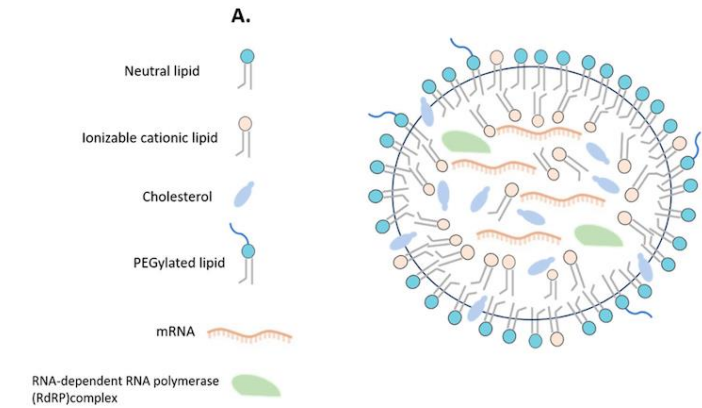 A.
Neutral lipid
Ionizable cationic lipid
Cholesterol
PEGylated lipid
mRNA
RNA-dependent RNA polymerase
(RdRP)complex